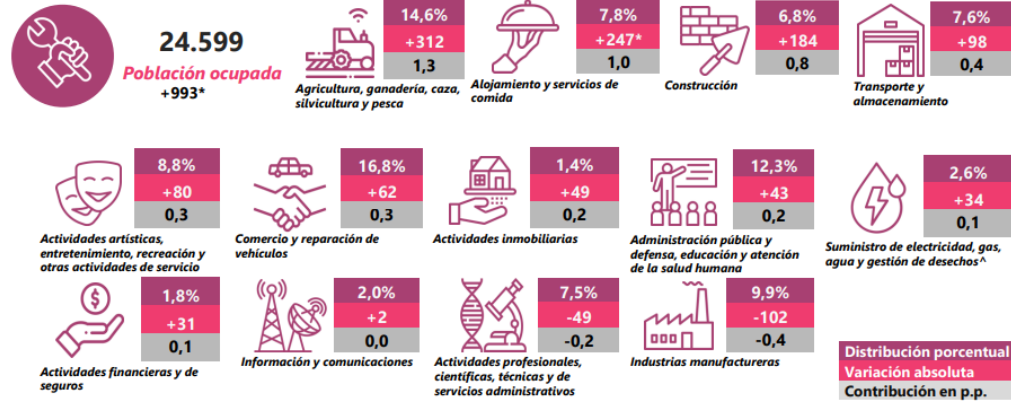 24.599
Población ocupada
+993*
14,6%
+312
1,3
Agricultura, ganadería, caza,
silvicultura y pesca
7,8%
+247*
1,0
Alojamiento y servicios de
comida
6,8%
+184
0,8
Construcción
7,6%
+98
0,4
Transporte y
almacenamiento
8,8%
+80
0,3
Actividades artísticas,
entretenimiento, recreación y
otras actividades de servicio
16,8%
+62
0,3
Comercio y reparación de
vehículos
1,4%
+49
0,2
Actividades inmobiliarias
12,3%
+43
0,2
Administración pública y
defensa, educación y atención
de la salud humana
2,6%
+34
0,1
Suministro de electricidad, gas,
agua y gestión de desechos^
$
1,8%
+31
0,1
Actividades financieras y de
seguros
2,0%
+2
0,0
Información y comunicaciones
7,5%
-49
-0,2
Actividades profesionales,
científicas, técnicas y de
servicios administrativos
9,9%
-102
-0,4
Industrias manufactureras
Distribución porcentual
Variación absoluta
Contribución en p.p.